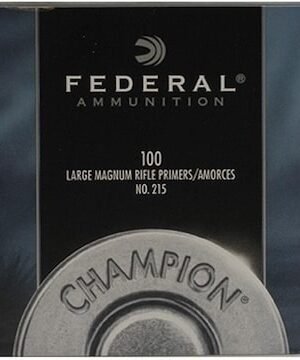 FEDERAL®
AMMUNITION
100
LARGE MAGNUM RIFLE PRIMERS/AMORCES
NO. 215
CHAMPION®